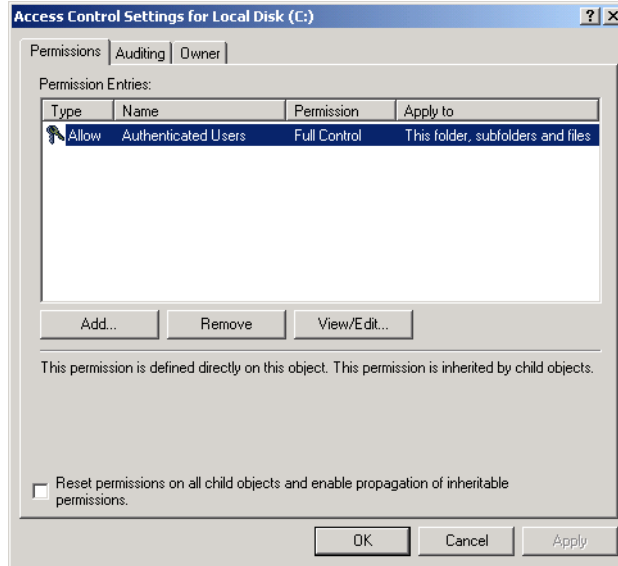 Access Control Settings for Local Disk (C:)
Permissions Auditing Owner
Permission Entries:
Type Name Permission Apply to
Allow Authenticated Users Full Control This folder, subfolders and files
Add... Remove View/Edit...
This permission is defined directly on this object. This permission is inherited by child objects.
Reset permissions on all child objects and enable propagation of inheritable
permissions.
OK Cancel Apply